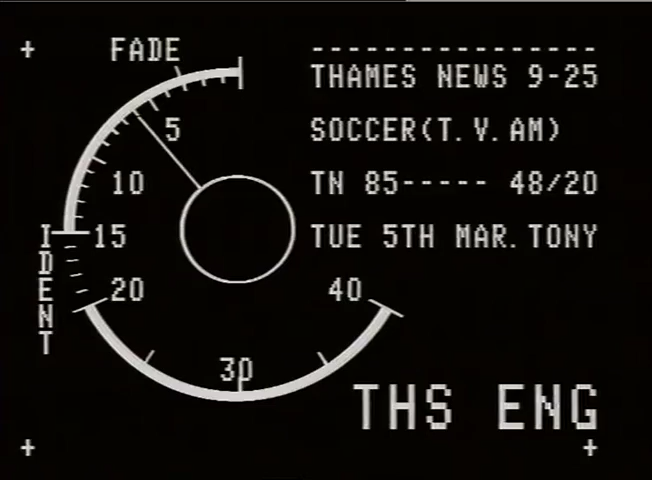 FADE
----------------
THAMES NEWS 9-25
5
SOCCER(T.V.AM)
10
TN 85----- 48/20
15
TUE 5TH MAR.TONY
IDENT
20
40
30
THS ENG